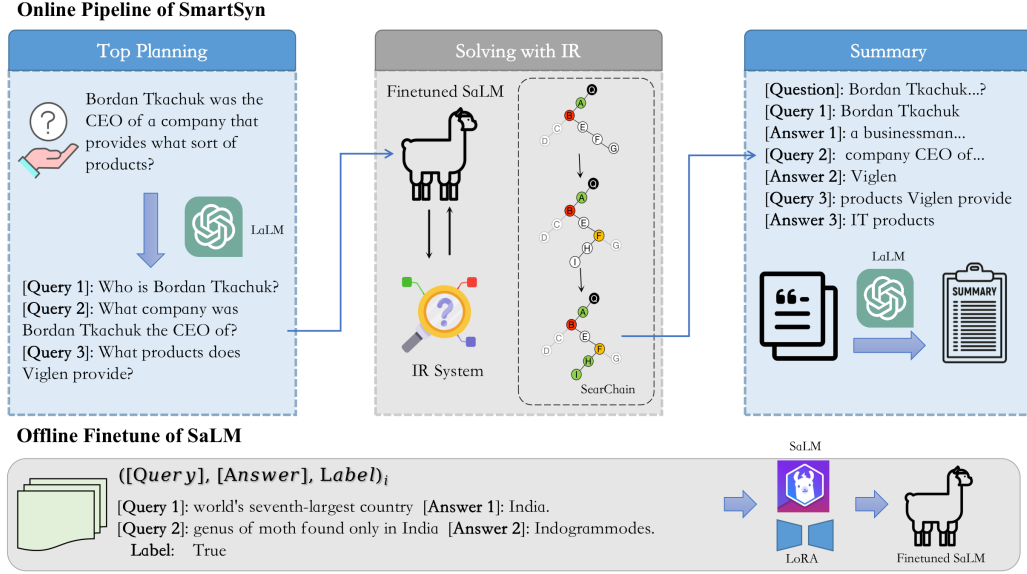 Online Pipeline of SmartSyn
Top Planning
Bordan Tkachuk was the
CEO of a company that
provides what sort of
products?
LaLM
[Query 1]: Who is Bordan Tkachuk?
[Query 2]: What company was
Bordan Tkachuk the CEO of?
[Query 3]: What products does
Viglen provide?
Solving with IR
Finetuned SaLM
IR System
Q
A
B
C
D
E
F
G
Q
A
B
C
D
E
F
G
H
I
Q
A
B
C
D
E
F
G
H
I
SearChain
Summary
[Question]: Bordan Tkachuk...?
[Query 1]: Bordan Tkachuk
[Answer 1]: a businessman...
[Query 2]: company CEO of...
[Answer 2]: Viglen
[Query 3]: products Viglen provide
[Answer 3]: IT products
LaLM
SUMMARY
Offline Finetune of SaLM
([Query], [Answer], Label)i
[Query 1]: world's seventh-largest country [Answer 1]: India.
[Query 2]: genus of moth found only in India [Answer 2]: Indogrammodes.
Label: True
SaLM
LoRA
Finetuned SaLM